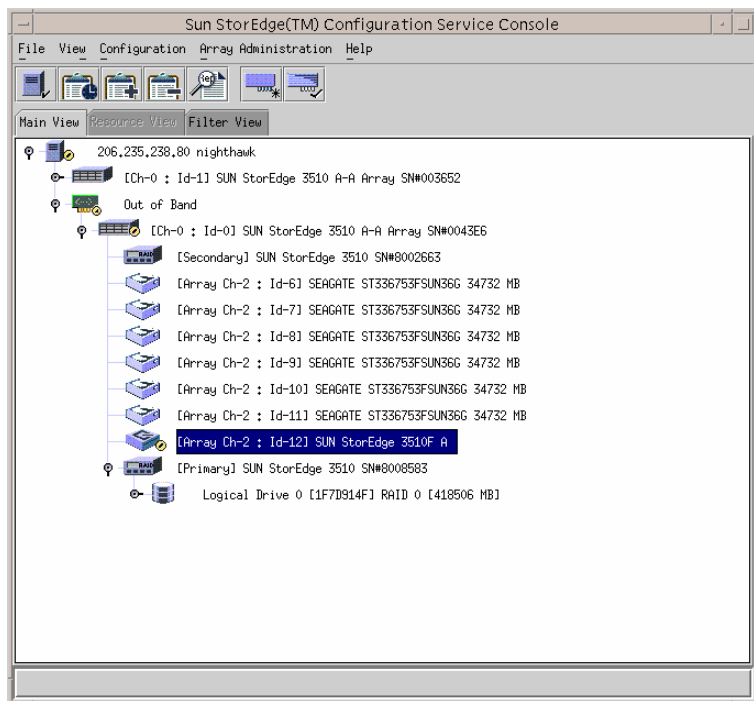 Sun StorEdge(TM) Configuration Service Console
File View Configuration Array Administration Help
Main View Resource View Filter View
206.235.238.80 nighthawk
[Ch-0 : Id-1] SUN StorEdge 3510 A-A Array SN#003652
Out of Band
[Ch-0 : Id-0] SUN StorEdge 3510 A-A Array SN#0043E6
[Secondary] SUN StorEdge 3510 SN#8002663
[Array Ch-2 : Id-6] SEAGATE ST336753FSUN36G 34732 MB
[Array Ch-2 : Id-7] SEAGATE ST336753FSUN36G 34732 MB
[Array Ch-2 : Id-8] SEAGATE ST336753FSUN36G 34732 MB
[Array Ch-2 : Id-9] SEAGATE ST336753FSUN36G 34732 MB
[Array Ch-2 : Id-10] SEAGATE ST336753FSUN36G 34732 MB
[Array Ch-2 : Id-11] SEAGATE ST336753FSUN36G 34732 MB
[Array Ch-2 : Id-12] SUN StorEdge 3510F A
[Primary] SUN StorEdge 3510 SN#8008583
Logical Drive 0 [1F7D914F] RAID 0 [418506 MB]